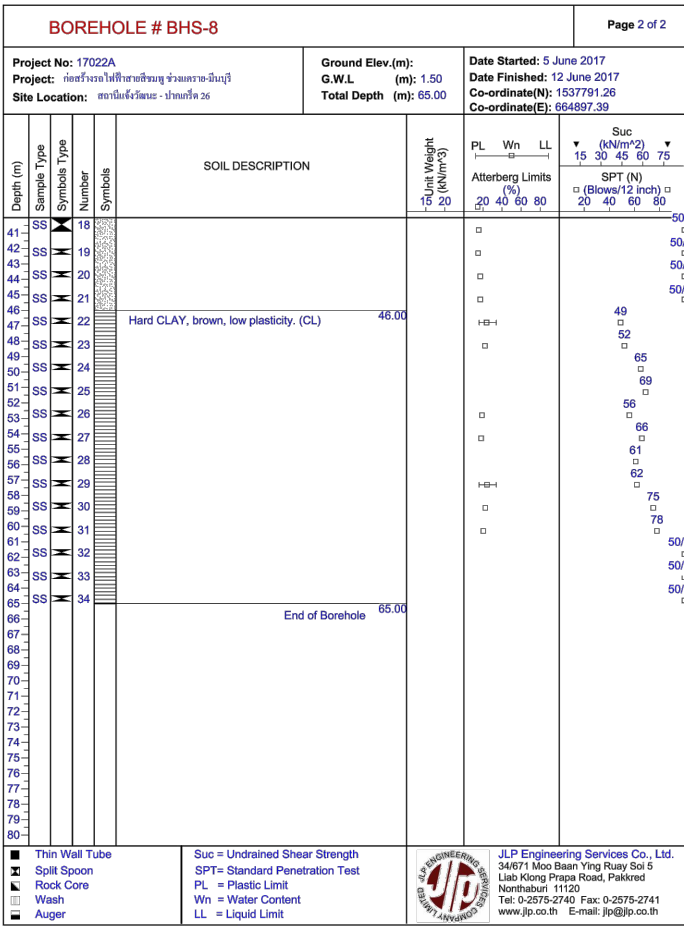 BOREHOLE # BHS-8
Page 2 of 2
Project No: 17022A
Project: ก่อสร้างรถไฟฟ้าสายสีชมพู ช่วงแคราย-มีนบุรี
Site Location: สถานีแจ้งวัฒนะ - ปากเกร็ด 26
Ground Elev.(m):
G.W.L (m): 1.50
Total Depth (m): 65.00
Date Started: 5 June 2017
Date Finished: 12 June 2017
Co-ordinate(N): 1537791.26
Co-ordinate(E): 664897.39
Depth (m)
Sample Type
Symbols Type
Number
Symbols
SOIL DESCRIPTION
Unit Weight
(kN/m^3)
15 20
PL Wn LL
Atterberg Limits
(%)
20 40 60 80
Suc
(kN/m^2)
15 30 45 60 75
SPT (N)
(Blows/12 inch)
20 40 60 80
SS 18 50
41
42 SS 19 50/
43
44 SS 20 50/
45 SS 21 50/
46 46.00
47 SS 22 Hard CLAY, brown, low plasticity. (CL) 49
48 SS 23 52
49
50 SS 24 65
51 SS 25 69
52
53 SS 26 56
54 SS 27 66
55
56 SS 28 61
57 SS 29 62
58
59 SS 30 75
60 SS 31 78
61
62 SS 32 50/
63 SS 33 50/
64
65 SS 34 65.00 50/
End of Borehole
66
67
68
69
70
71
72
73
74
75
76
77
78
79
80
Thin Wall Tube
Split Spoon
Rock Core
Wash
Auger
Suc = Undrained Shear Strength
SPT= Standard Penetration Test
PL = Plastic Limit
Wn = Water Content
LL = Liquid Limit
JLP ENGINEERING SERVICES COMPANY LIMITED
Jlp
JLP Engineering Services Co., Ltd.
34/671 Moo Baan Ying Ruay Soi 5
Liab Klong Prapa Road, Pakkred
Nonthaburi 11120
Tel: 0-2575-2740 Fax: 0-2575-2741
www.jlp.co.th E-mail: jlp@jlp.co.th